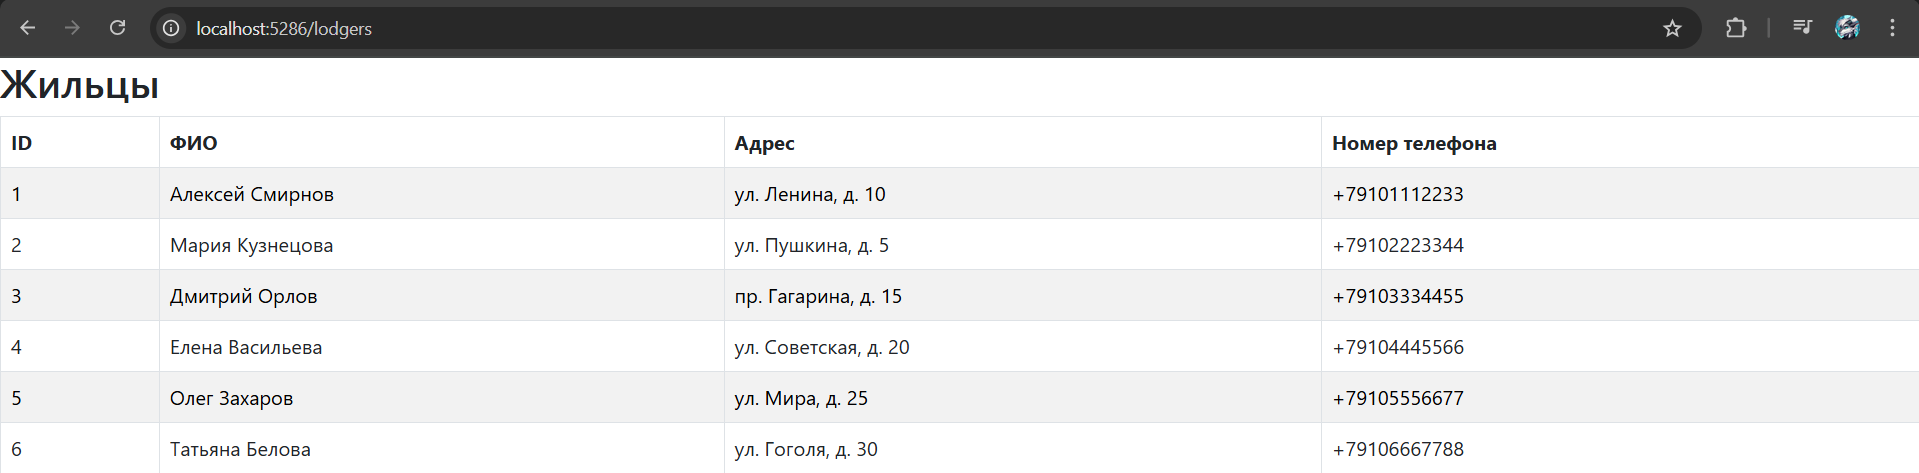 localhost:5286/lodgers
Жильцы
ID ФИО Адрес Номер телефона
1 Алексей Смирнов ул. Ленина, д. 10 +79101112233
2 Мария Кузнецова ул. Пушкина, д. 5 +79102223344
3 Дмитрий Орлов пр. Гагарина, д. 15 +79103334455
4 Елена Васильева ул. Советская, д. 20 +79104445566
5 Олег Захаров ул. Мира, д. 25 +79105556677
6 Татьяна Белова ул. Гоголя, д. 30 +79106667788